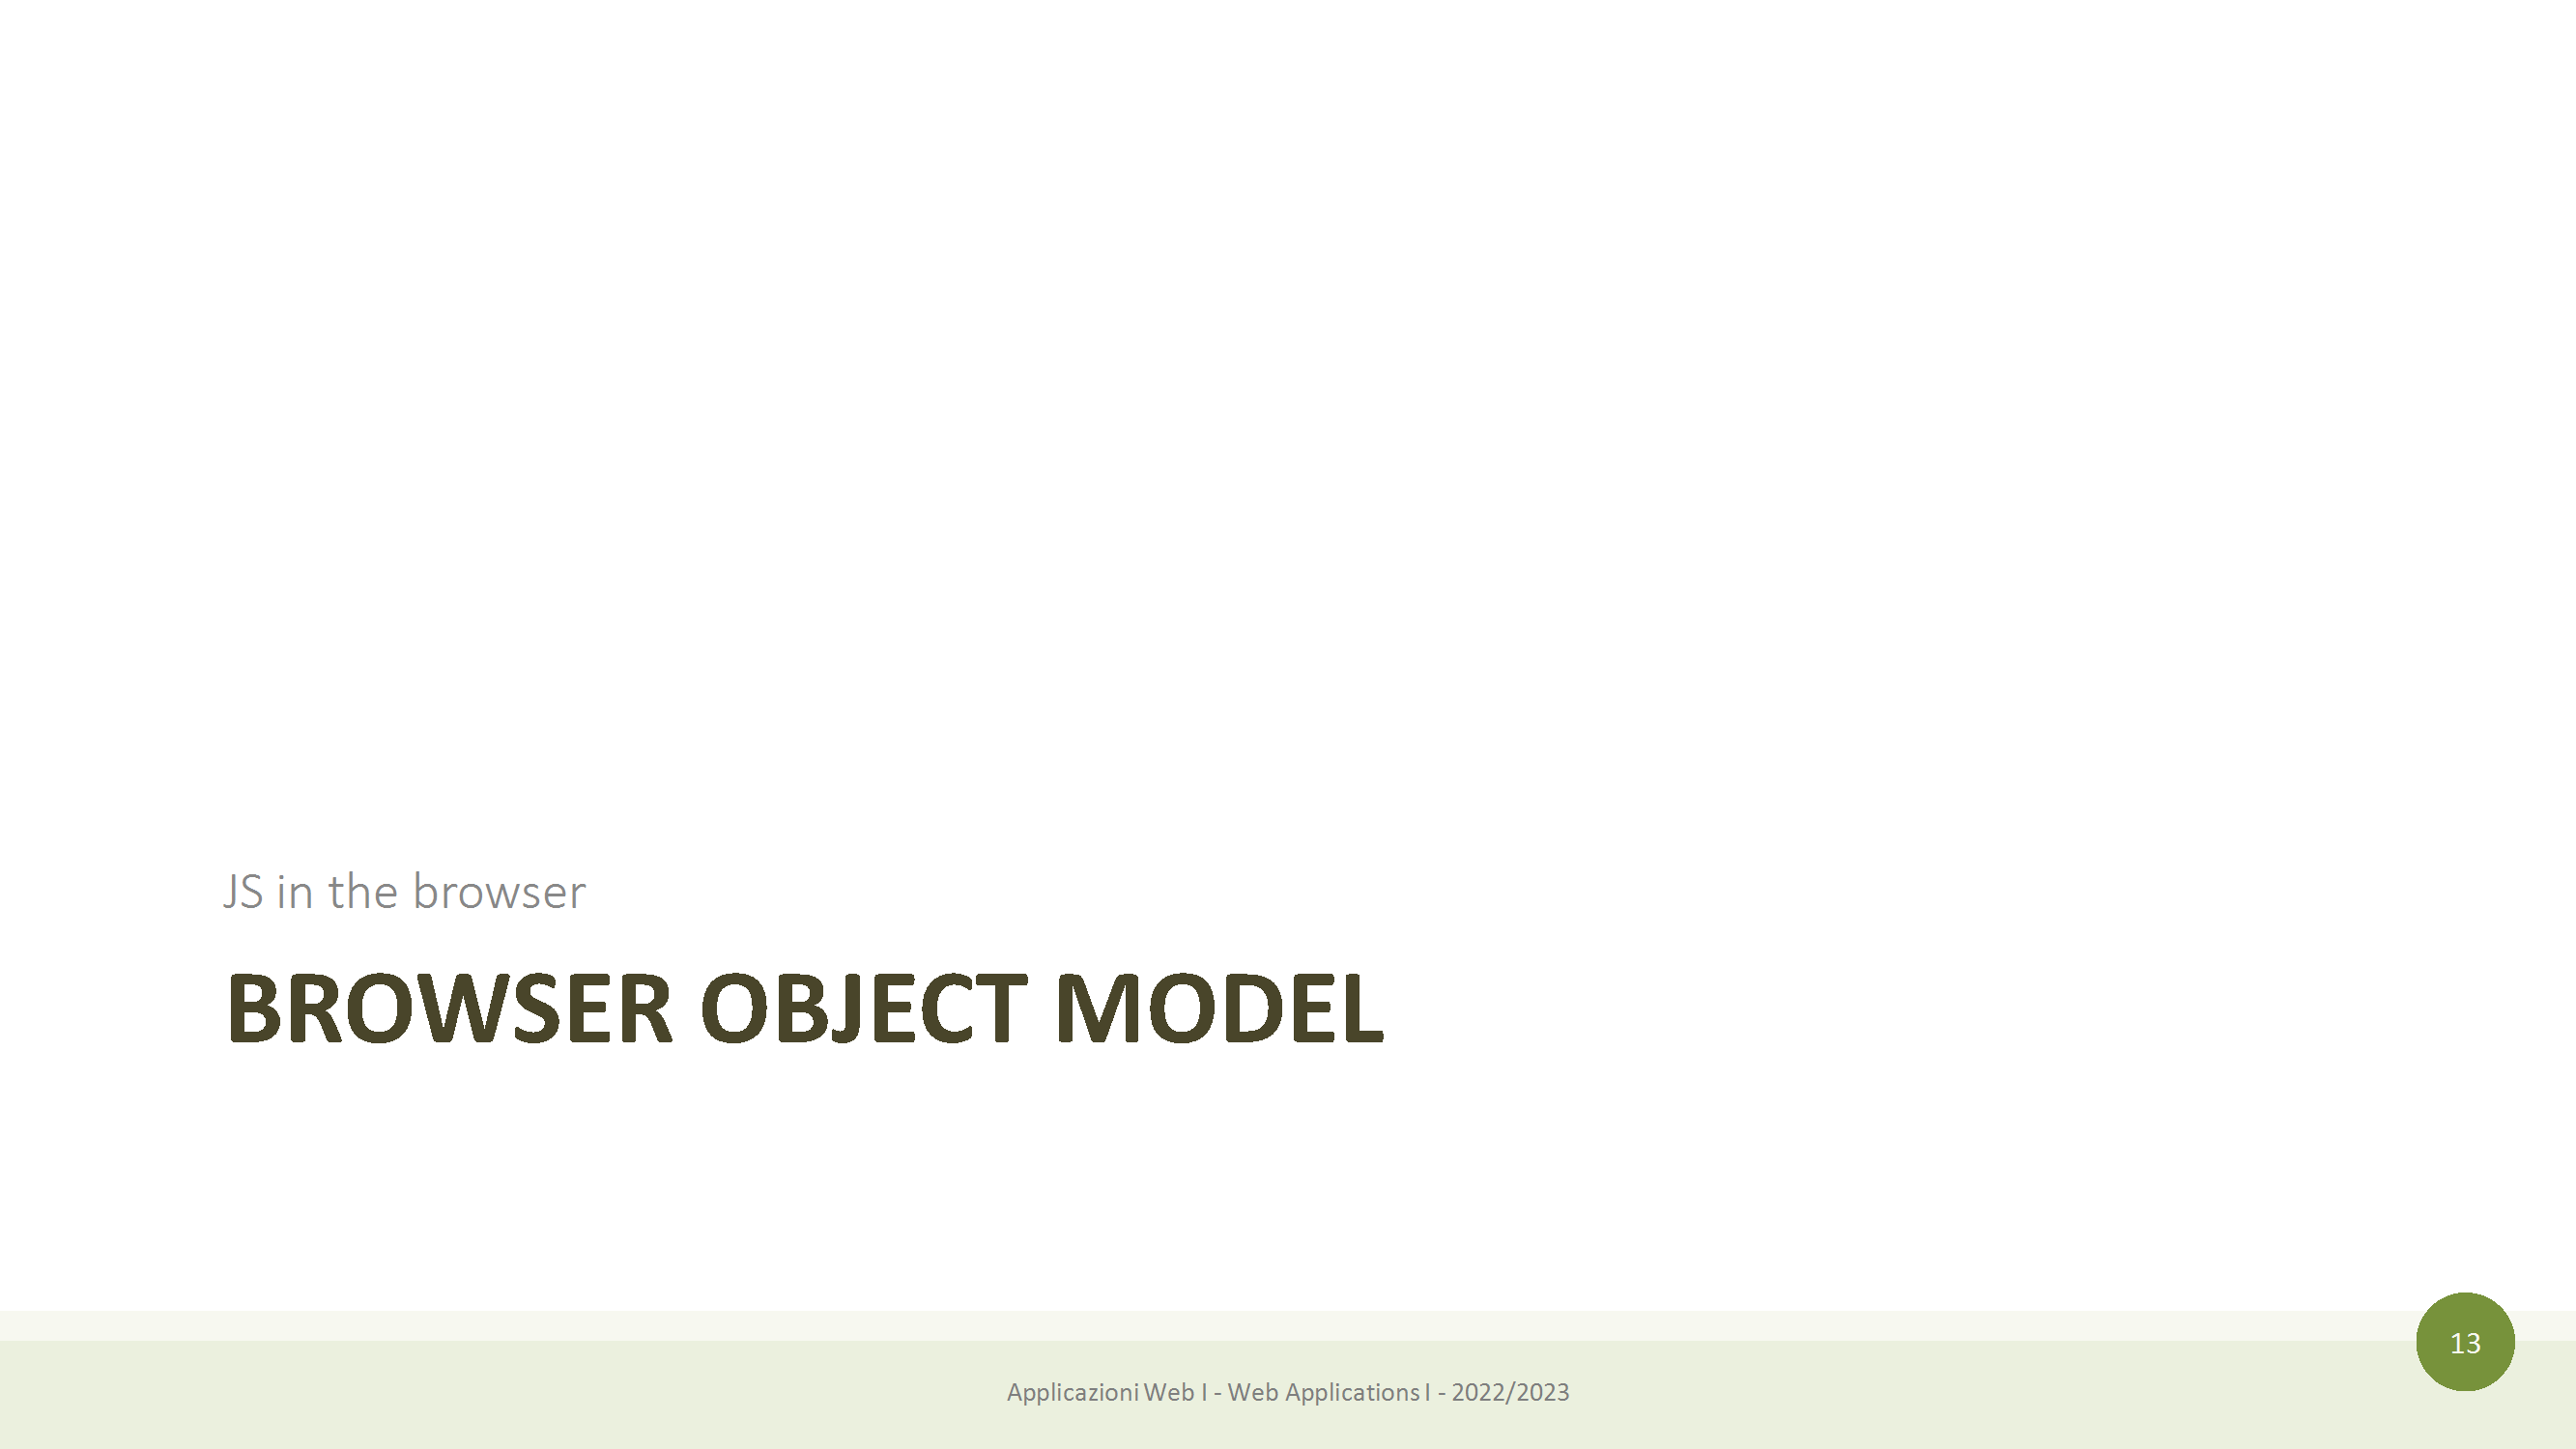 JS in the browser
BROWSER OBJECT MODEL
13
Applicazioni Web I - Web Applications I - 2022/2023